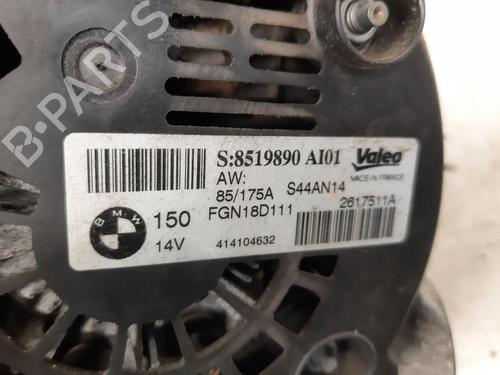 B-PARTS
S:8519890 AI01
Valeo
AW:
MADE IN FRANCE
85/175A S44AN14
BMW
150
FGN18D111
2617511A
14V
414104632